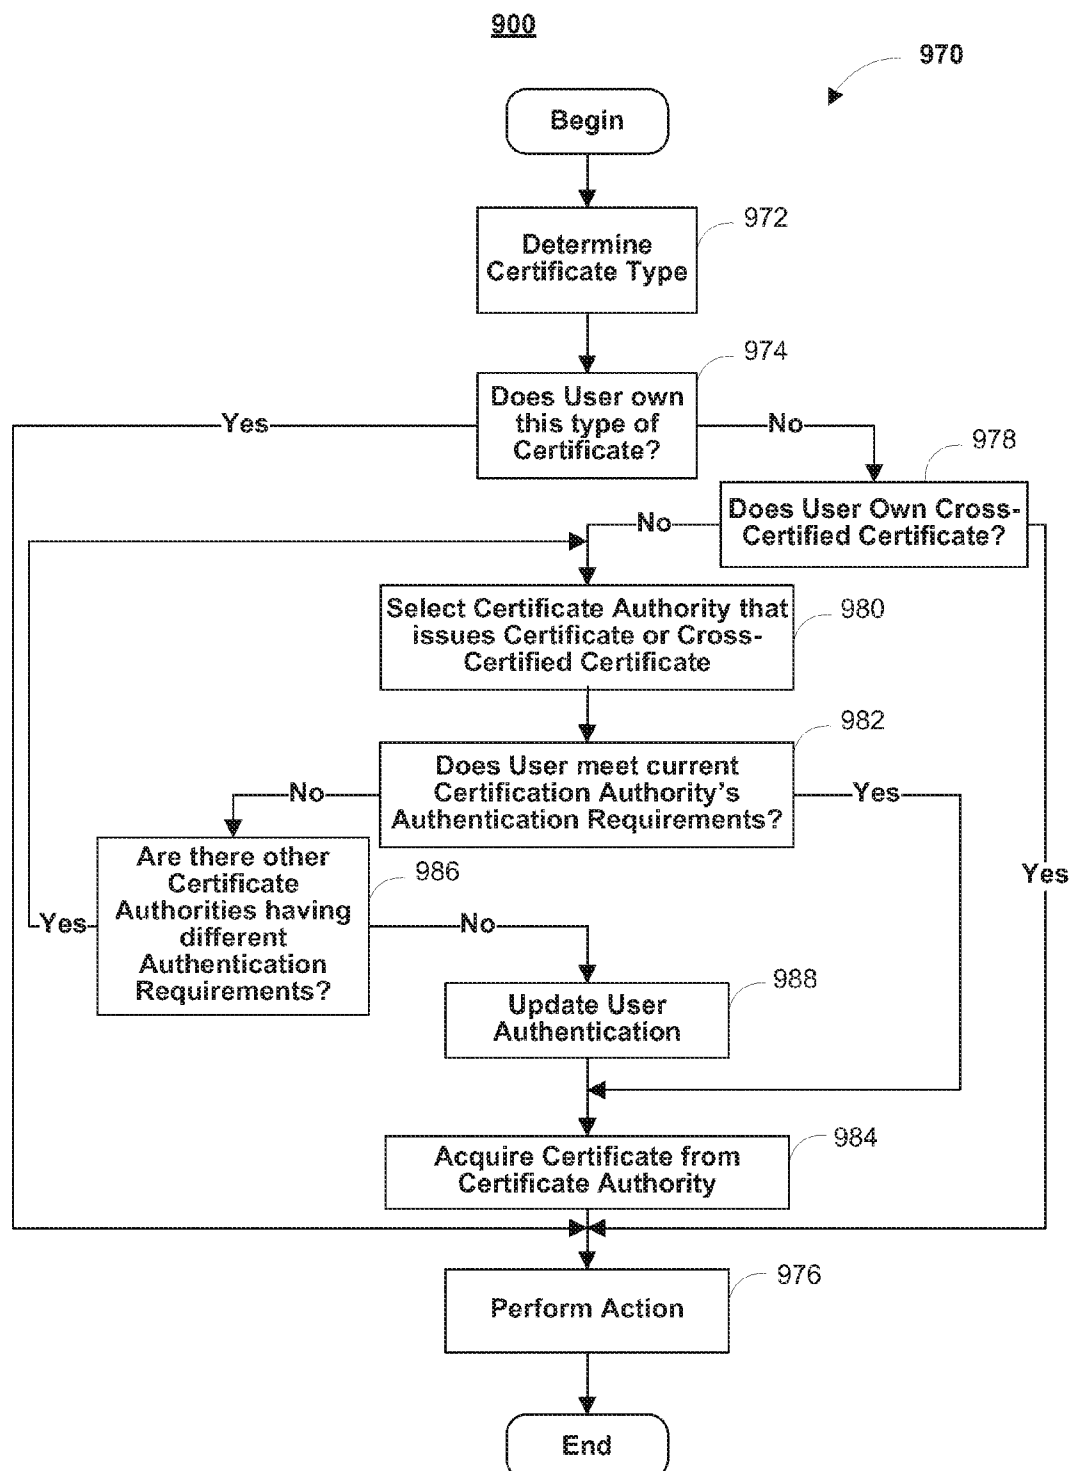 900
970
Begin
972
Determine
Certificate Type
974
Does User own
this type of
Certificate?
Yes
No
978
Does User Own Cross-
Certified Certificate?
No
Select Certificate Authority that
issues Certificate or Cross-
Certified Certificate
980
982
Does User meet current
Certification Authority's
Authentication Requirements?
No
Yes
Are there other
Certificate
Authorities having
different
Authentication
Requirements?
986
Yes
No
Yes
988
Update User
Authentication
984
Acquire Certificate from
Certificate Authority
976
Perform Action
End